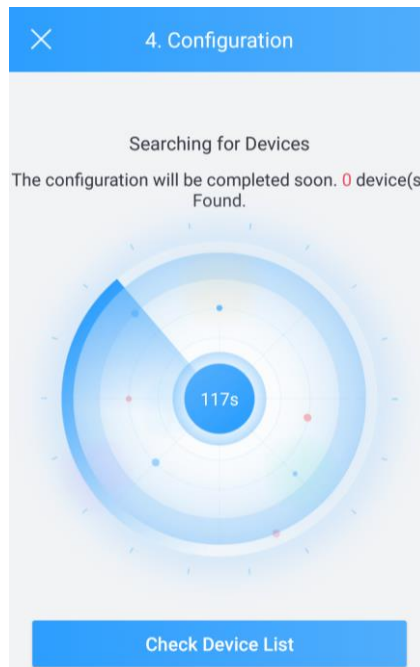 4. Configuration
Searching for Devices
The configuration will be completed soon. 0 device(s
Found.
117s
Check Device List